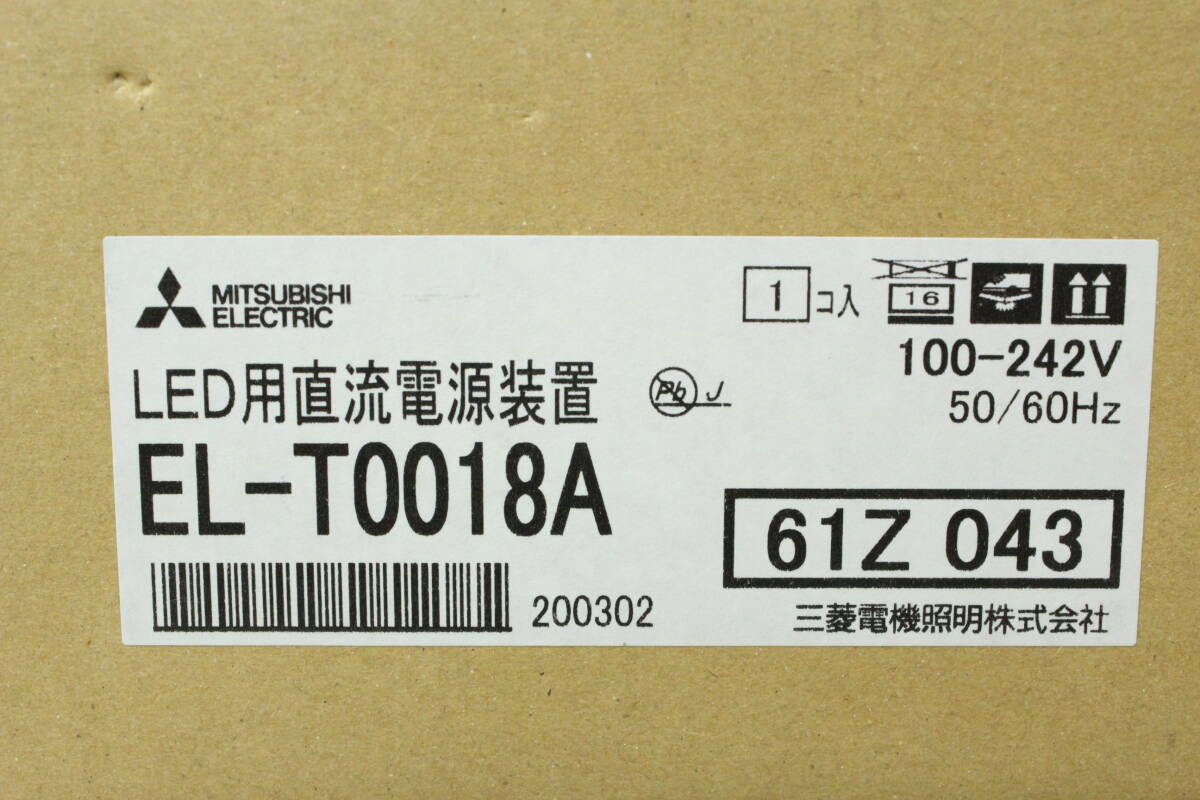 MITSUBISHI
ELECTRIC
1 コ入
16
100-242V
50/60Hz
LED用直流電源装置
Pb J
EL-T0018A
61Z 043
200302
三菱電機照明株式会社